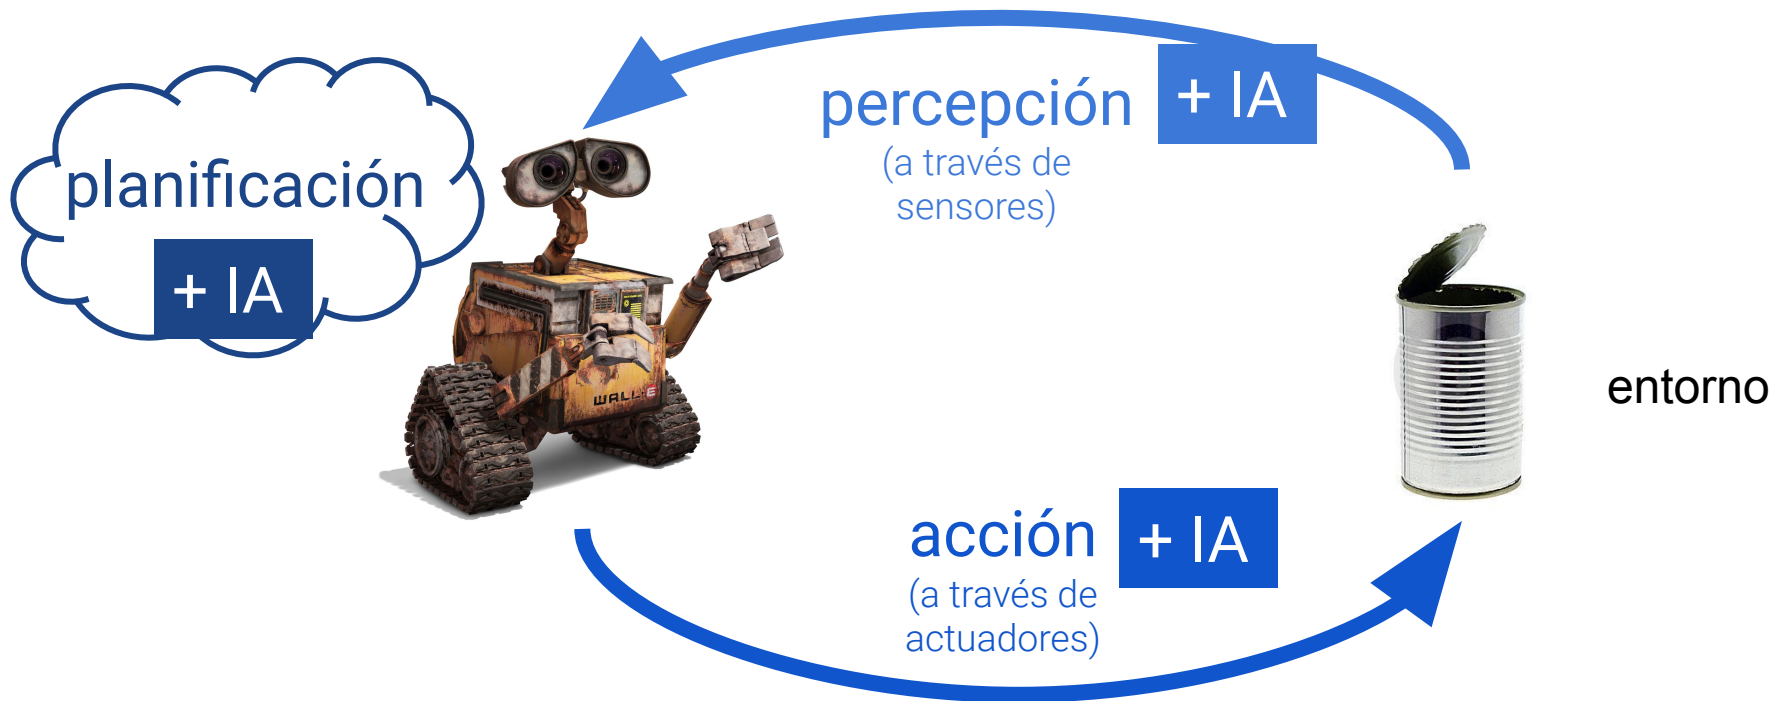 planificación
+ IA
percepción + IA
(a través de
sensores)
WALL•E
entorno
acción + IA
(a través de
actuadores)